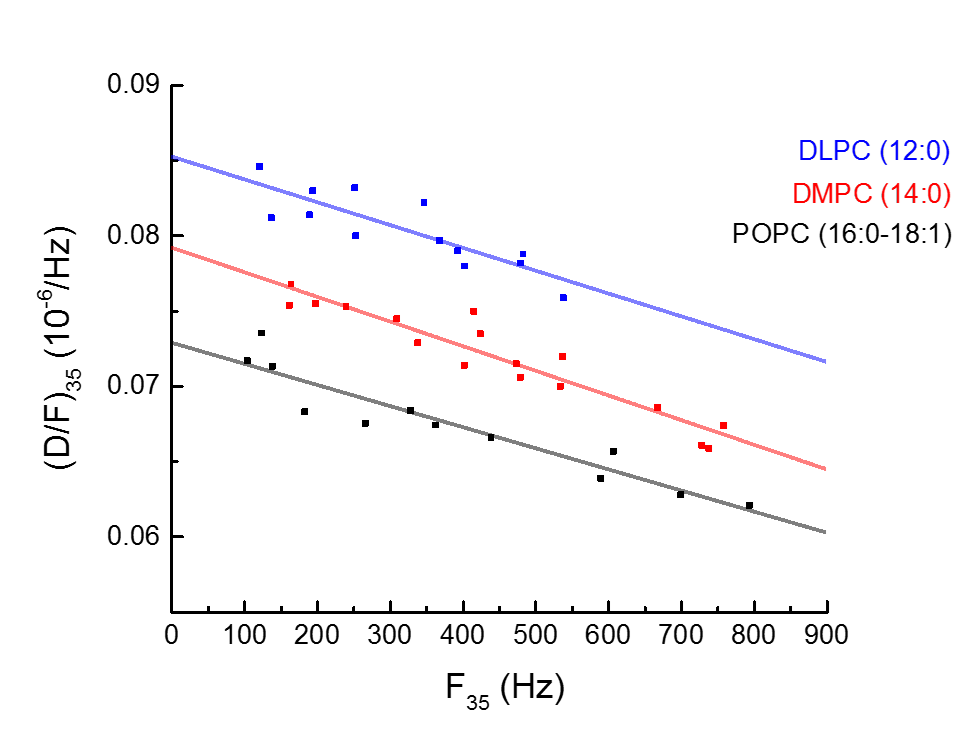 0.09
0.08
0.07
0.06
(D/F)35 (10-6/Hz)
DLPC (12:0)
DMPC (14:0)
POPC (16:0-18:1)
0 100 200 300 400 500 600 700 800 900
F35 (Hz)